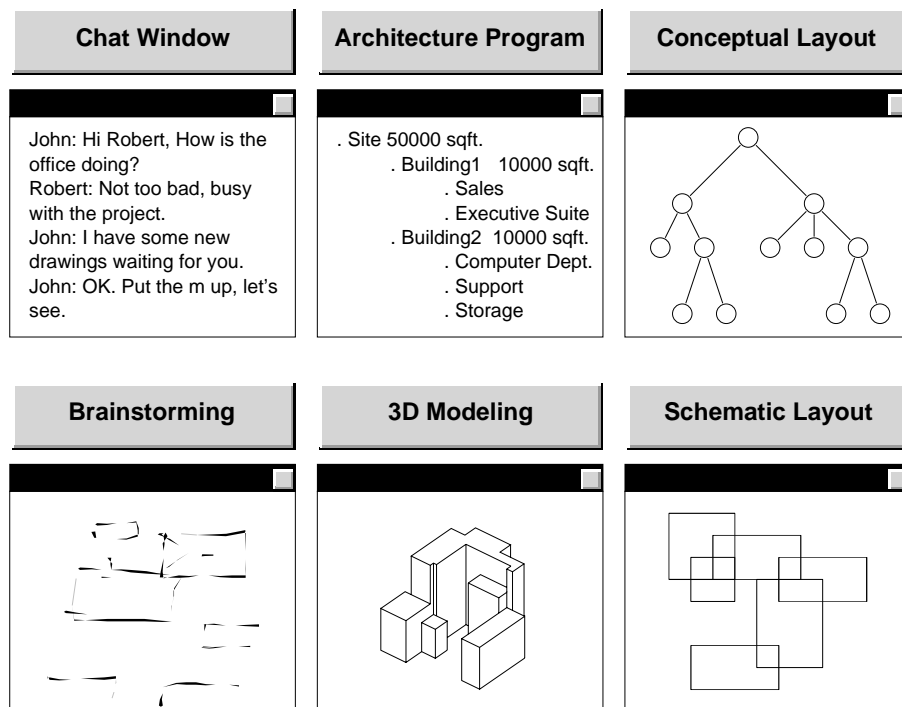 Chat Window
Architecture Program
Conceptual Layout
John: Hi Robert, How is the
office doing?
Robert: Not too bad, busy
with the project.
John: I have some new
drawings waiting for you.
John: OK. Put the m up, let's
see.
. Site 50000 sqft.
. Building1 10000 sqft.
. Sales
. Executive Suite
. Building2 10000 sqft.
. Computer Dept.
. Support
. Storage
Brainstorming
3D Modeling
Schematic Layout